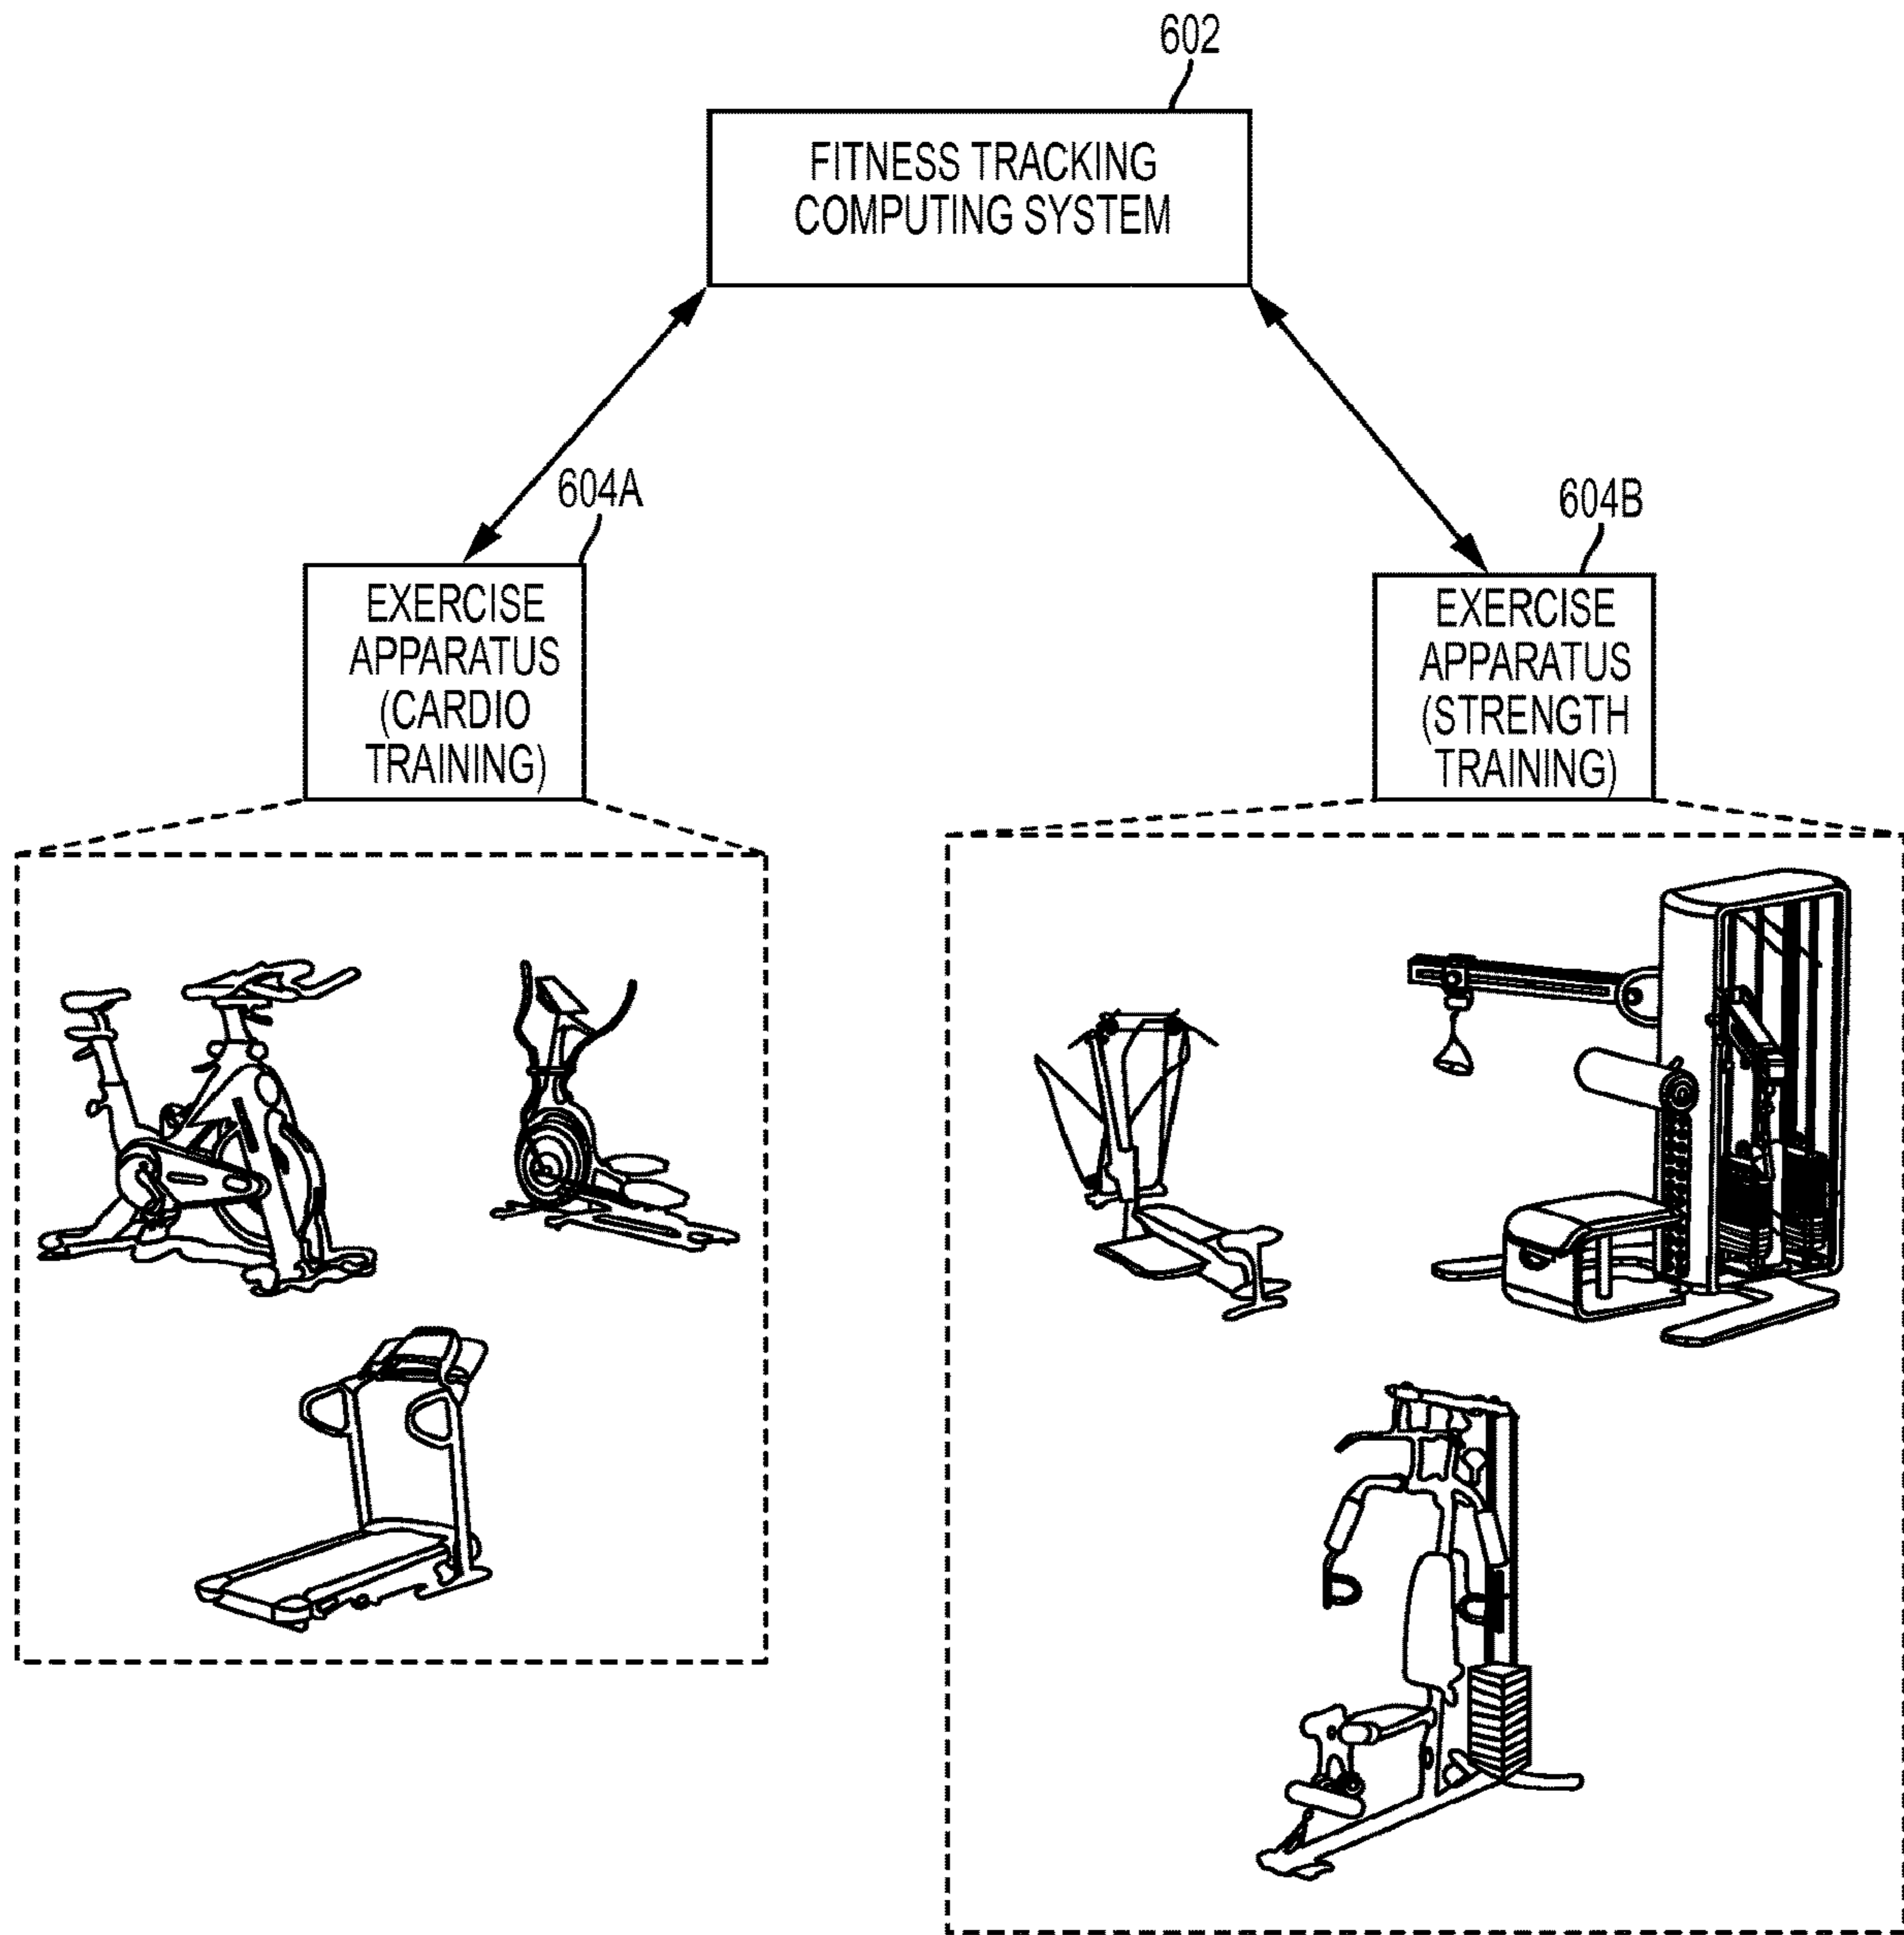 602
FITNESS TRACKING
COMPUTING SYSTEM
604A
EXERCISE
APPARATUS
(CARDIO
TRAINING)
604B
EXERCISE
APPARATUS
(STRENGTH
TRAINING)